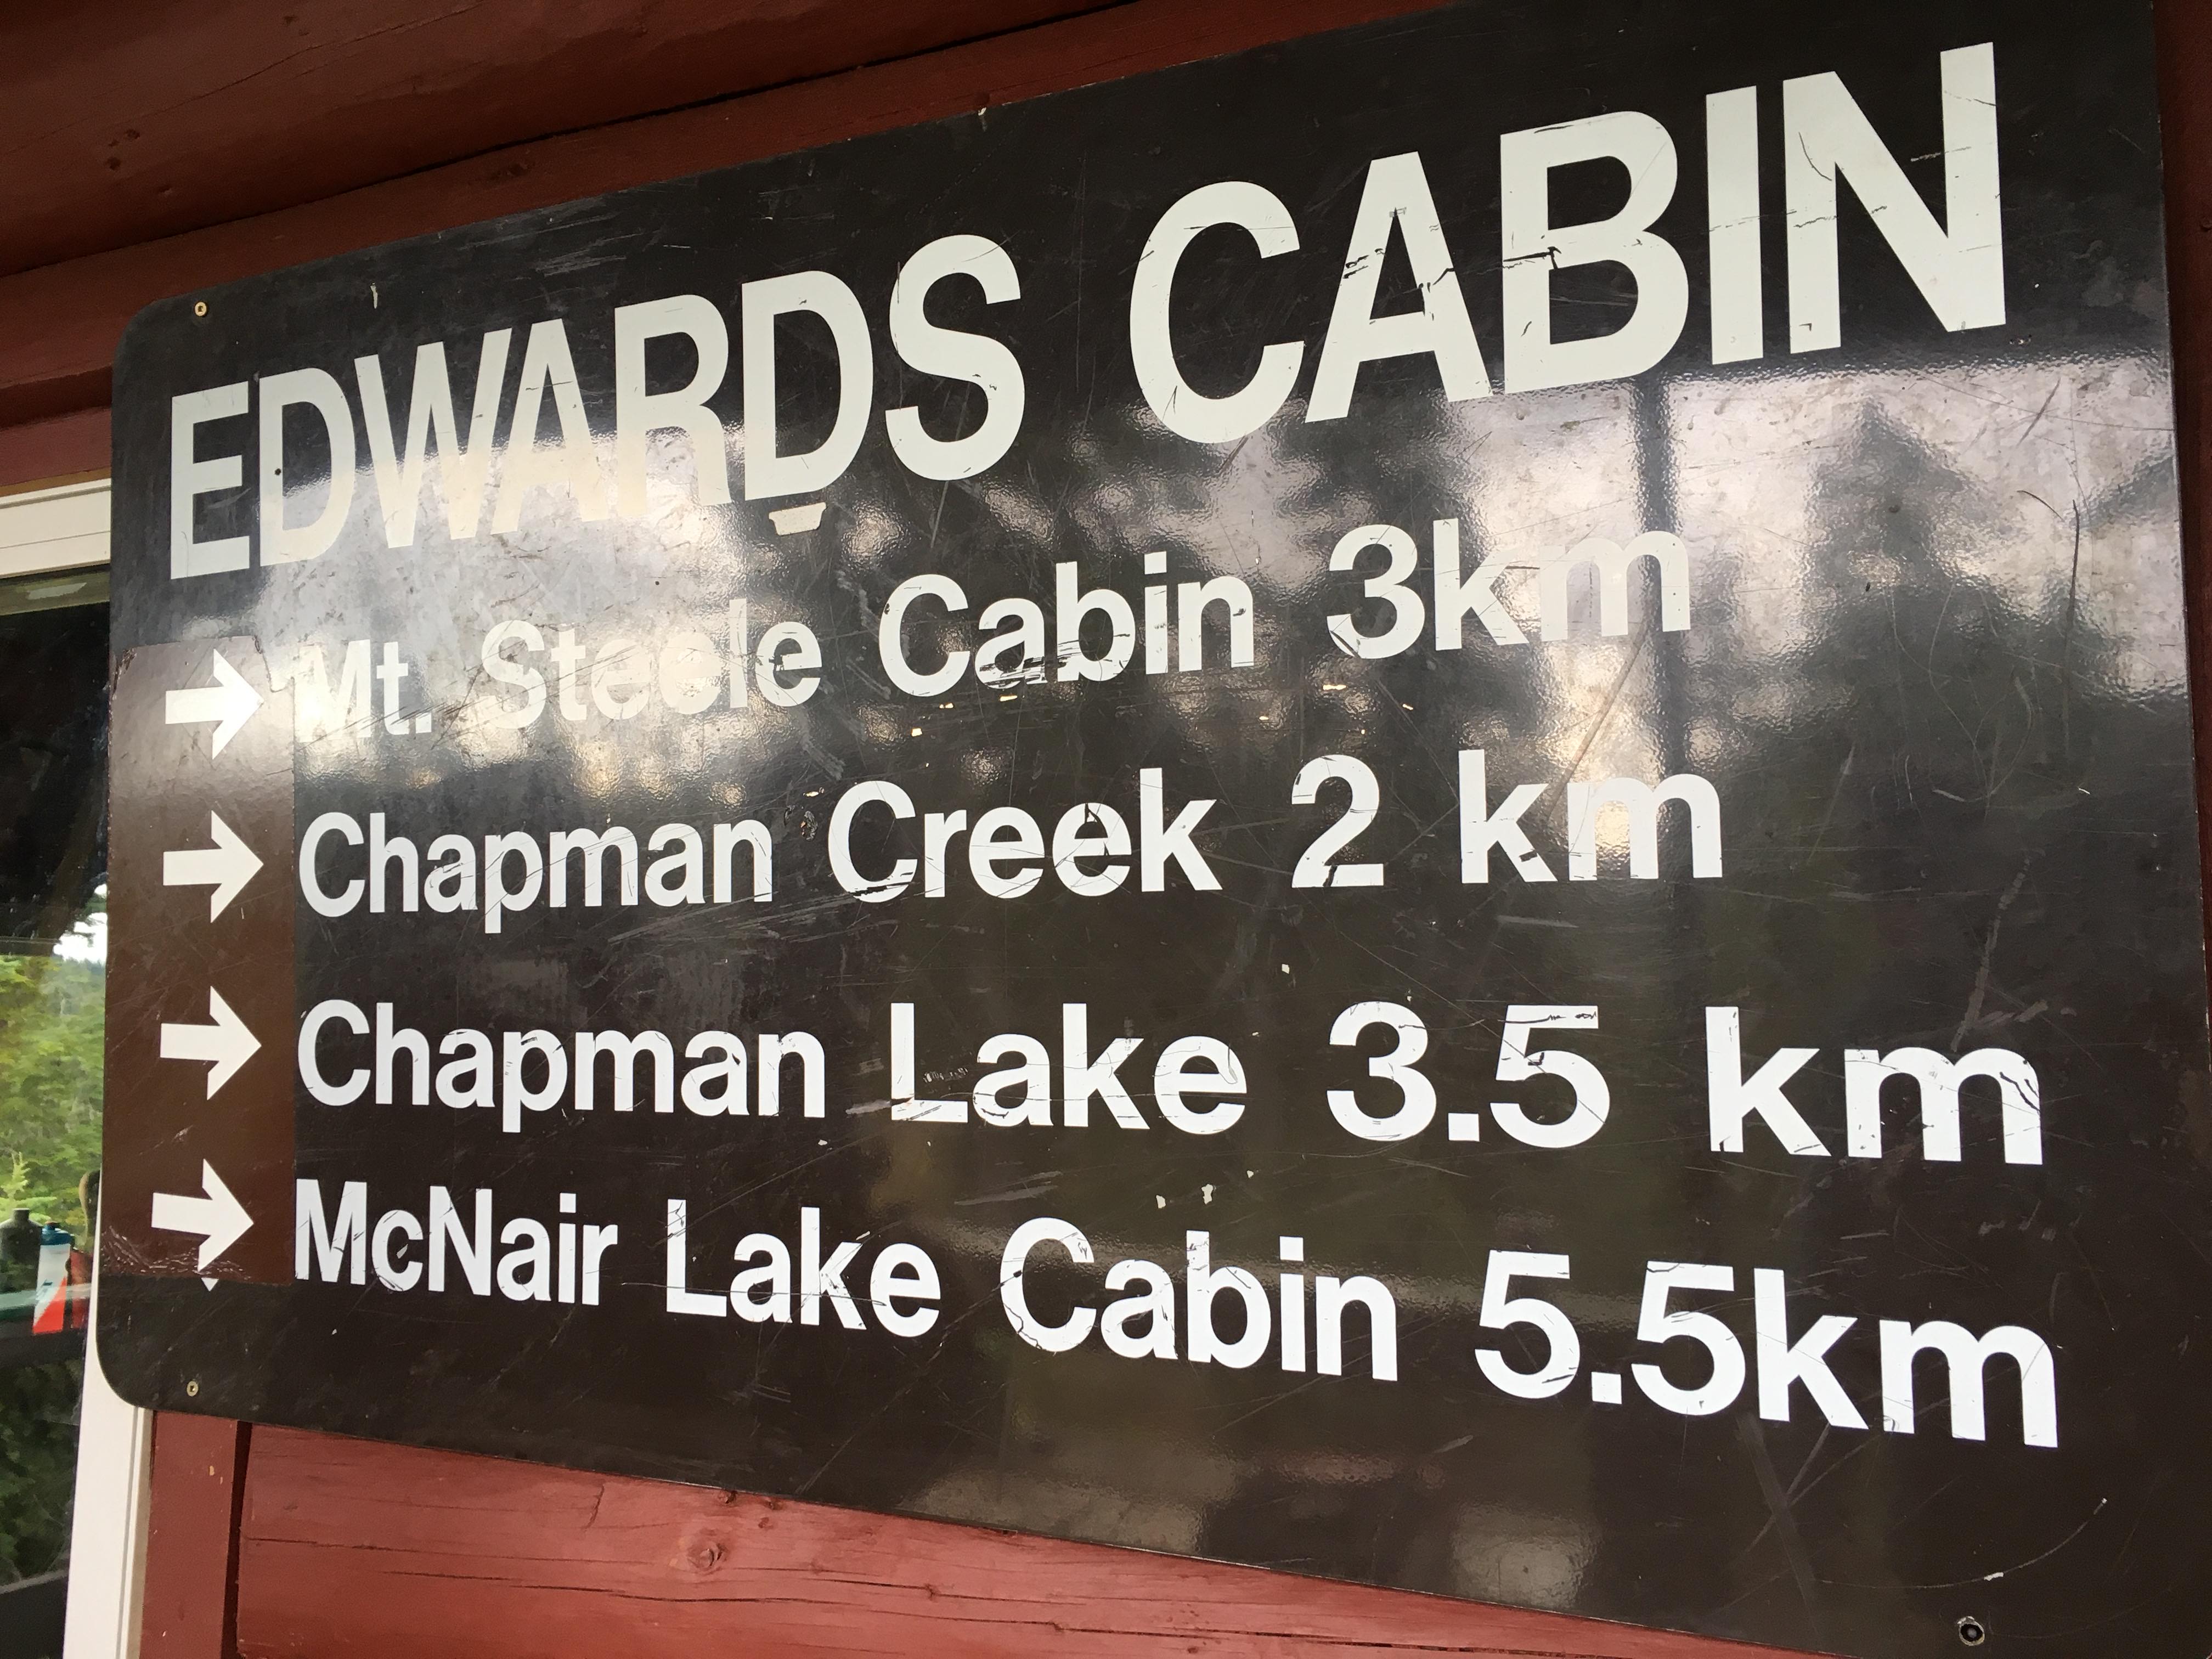 EDWARDS CABIN
→ Mt. Steele Cabin 3km
→ Chapman Creek 2 km
→ Chapman Lake 3.5 km
→ McNair Lake Cabin 5.5km